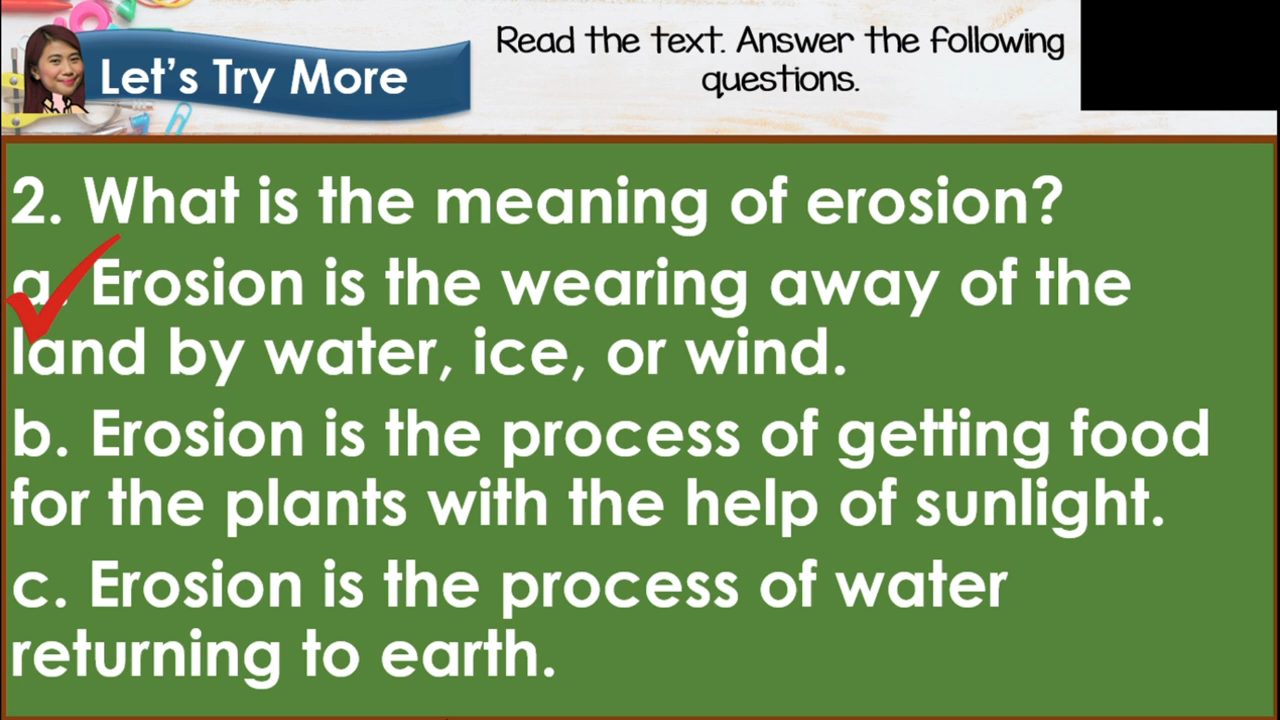 Let's Try More
Read the text. Answer the following
questions.
2. What is the meaning of erosion?
a. Erosion is the wearing away of the
land by water, ice, or wind.
b. Erosion is the process of getting food
for the plants with the help of sunlight.
c. Erosion is the process of water
returning to earth.